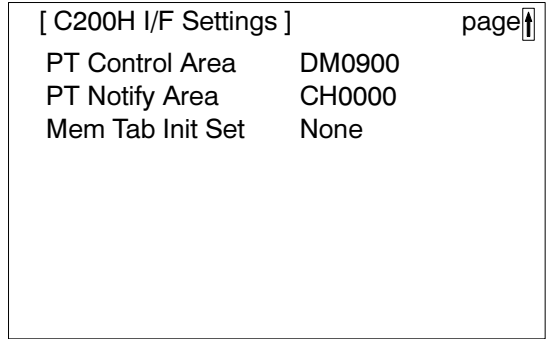 [ C200H I/F Settings ] page↑
PT Control Area DM0900
PT Notify Area CH0000
Mem Tab Init Set None